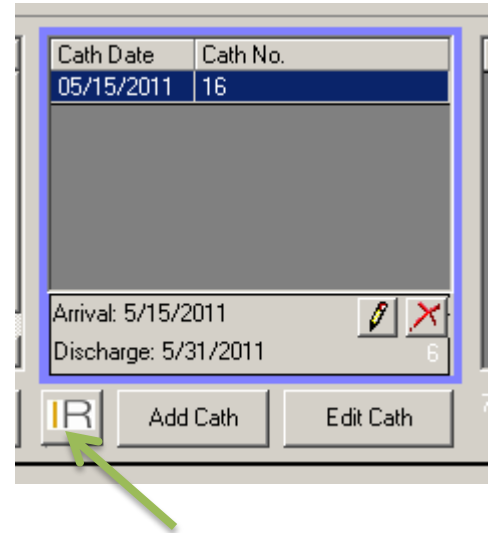 Cath Date Cath No.
05/15/2011 16
Arrival: 5/15/2011
Discharge: 5/31/2011 6
IR Add Cath Edit Cath